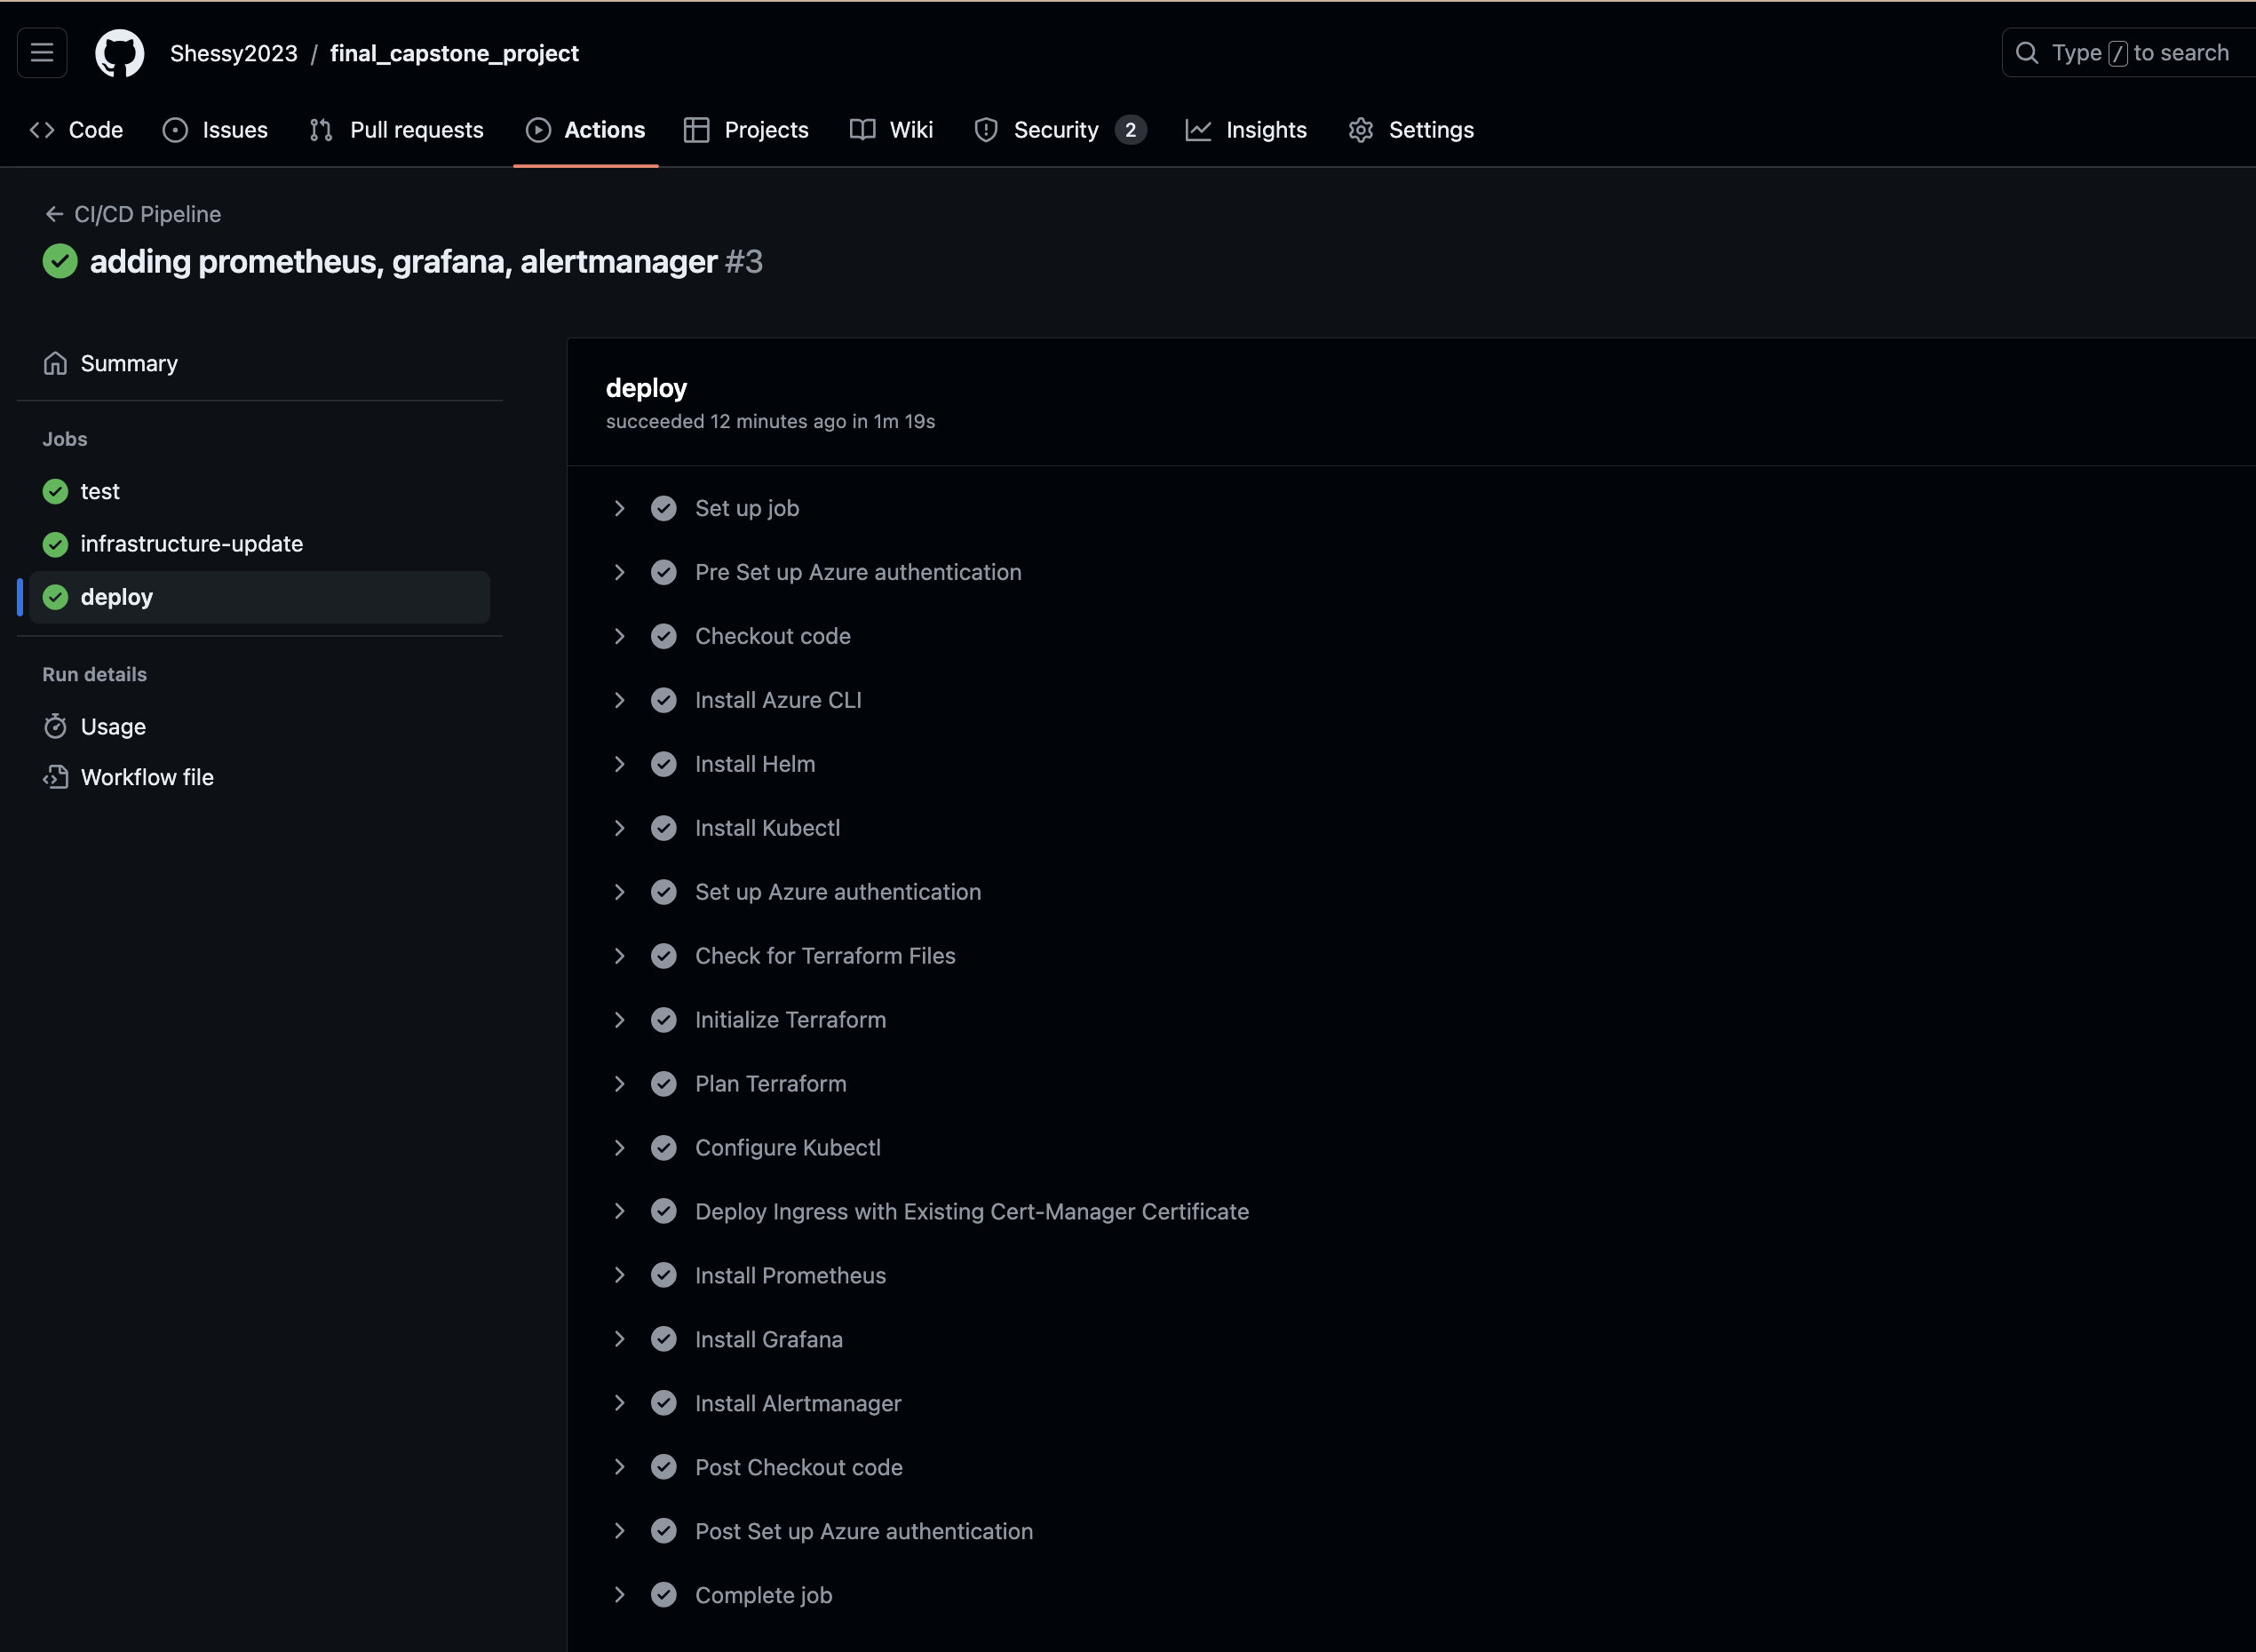 Shessy2023 / final_capstone_project
Type / to search
Code Issues Pull requests Actions Projects Wiki Security 2 Insights Settings
← CI/CD Pipeline
adding prometheus, grafana, alertmanager #3
Summary
Jobs
test
infrastructure-update
deploy
Run details
Usage
Workflow file
deploy
succeeded 12 minutes ago in 1m 19s
Set up job
Pre Set up Azure authentication
Checkout code
Install Azure CLI
Install Helm
Install Kubectl
Set up Azure authentication
Check for Terraform Files
Initialize Terraform
Plan Terraform
Configure Kubectl
Deploy Ingress with Existing Cert-Manager Certificate
Install Prometheus
Install Grafana
Install Alertmanager
Post Checkout code
Post Set up Azure authentication
Complete job